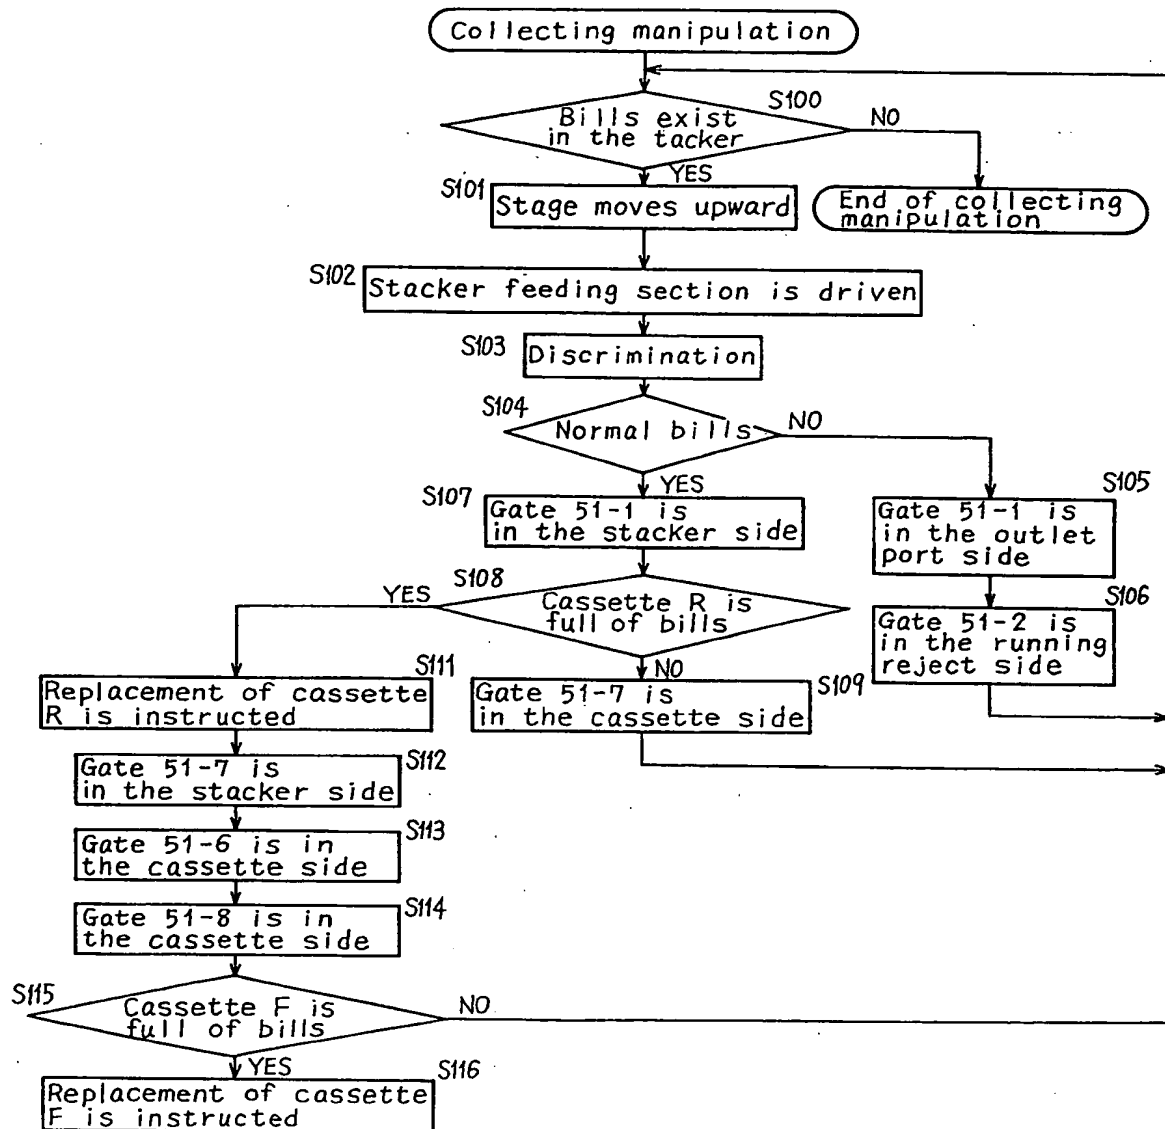 Collecting manipulation
S100
Bills exist
in the tacker
NO
YES
S101
Stage moves upward
End of collecting
manipulation
S102
Stacker feeding section is driven
S103
Discrimination
S104
Normal bills
NO
YES
S107
Gate 51-1 is
in the stacker side
S105
Gate 51-1 is
in the outlet
port side
S108
YES
Cassette R is
full of bills
NO
S106
Gate 51-2 is
in the running
reject side
S111
Replacement of cassette
R is instructed
S109
Gate 51-7 is
in the cassette side
S112
Gate 51-7 is
in the stacker side
S113
Gate 51-6 is in
the cassette side
S114
Gate 51-8 is in
the cassette side
S115
Cassette F is
full of bills
NO
YES
S116
Replacement of cassette
F is instructed